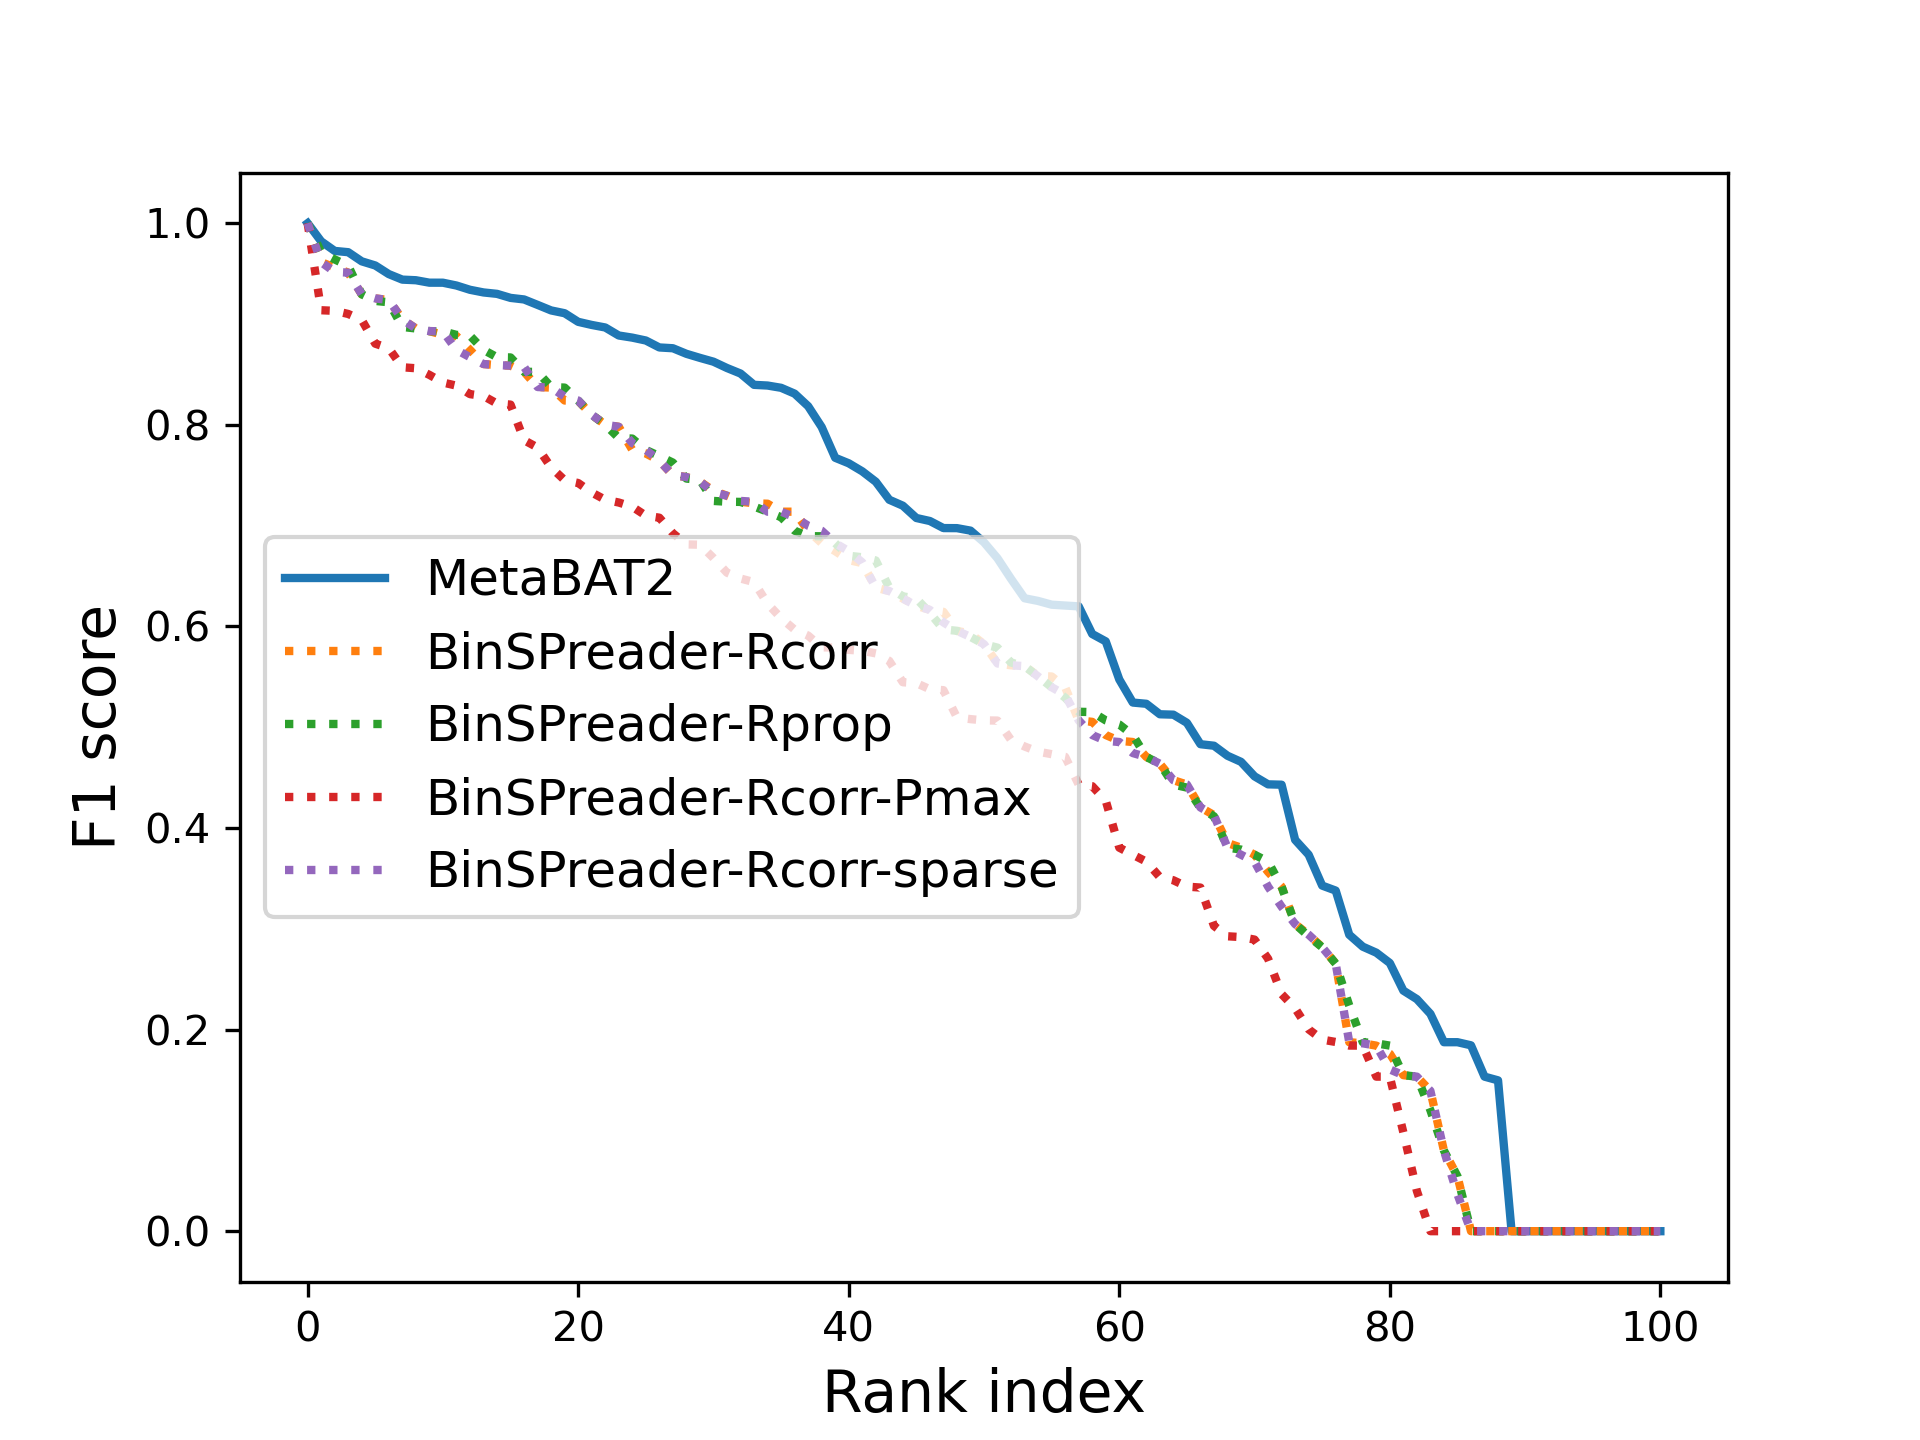 1.0
0.8
0.6
0.4
0.2
0.0
F1 score
MetaBAT2
BinSPreader-Rcorr
BinSPreader-Rprop
BinSPreader-Rcorr-Pmax
BinSPreader-Rcorr-sparse
0 20 40 60 80 100
Rank index